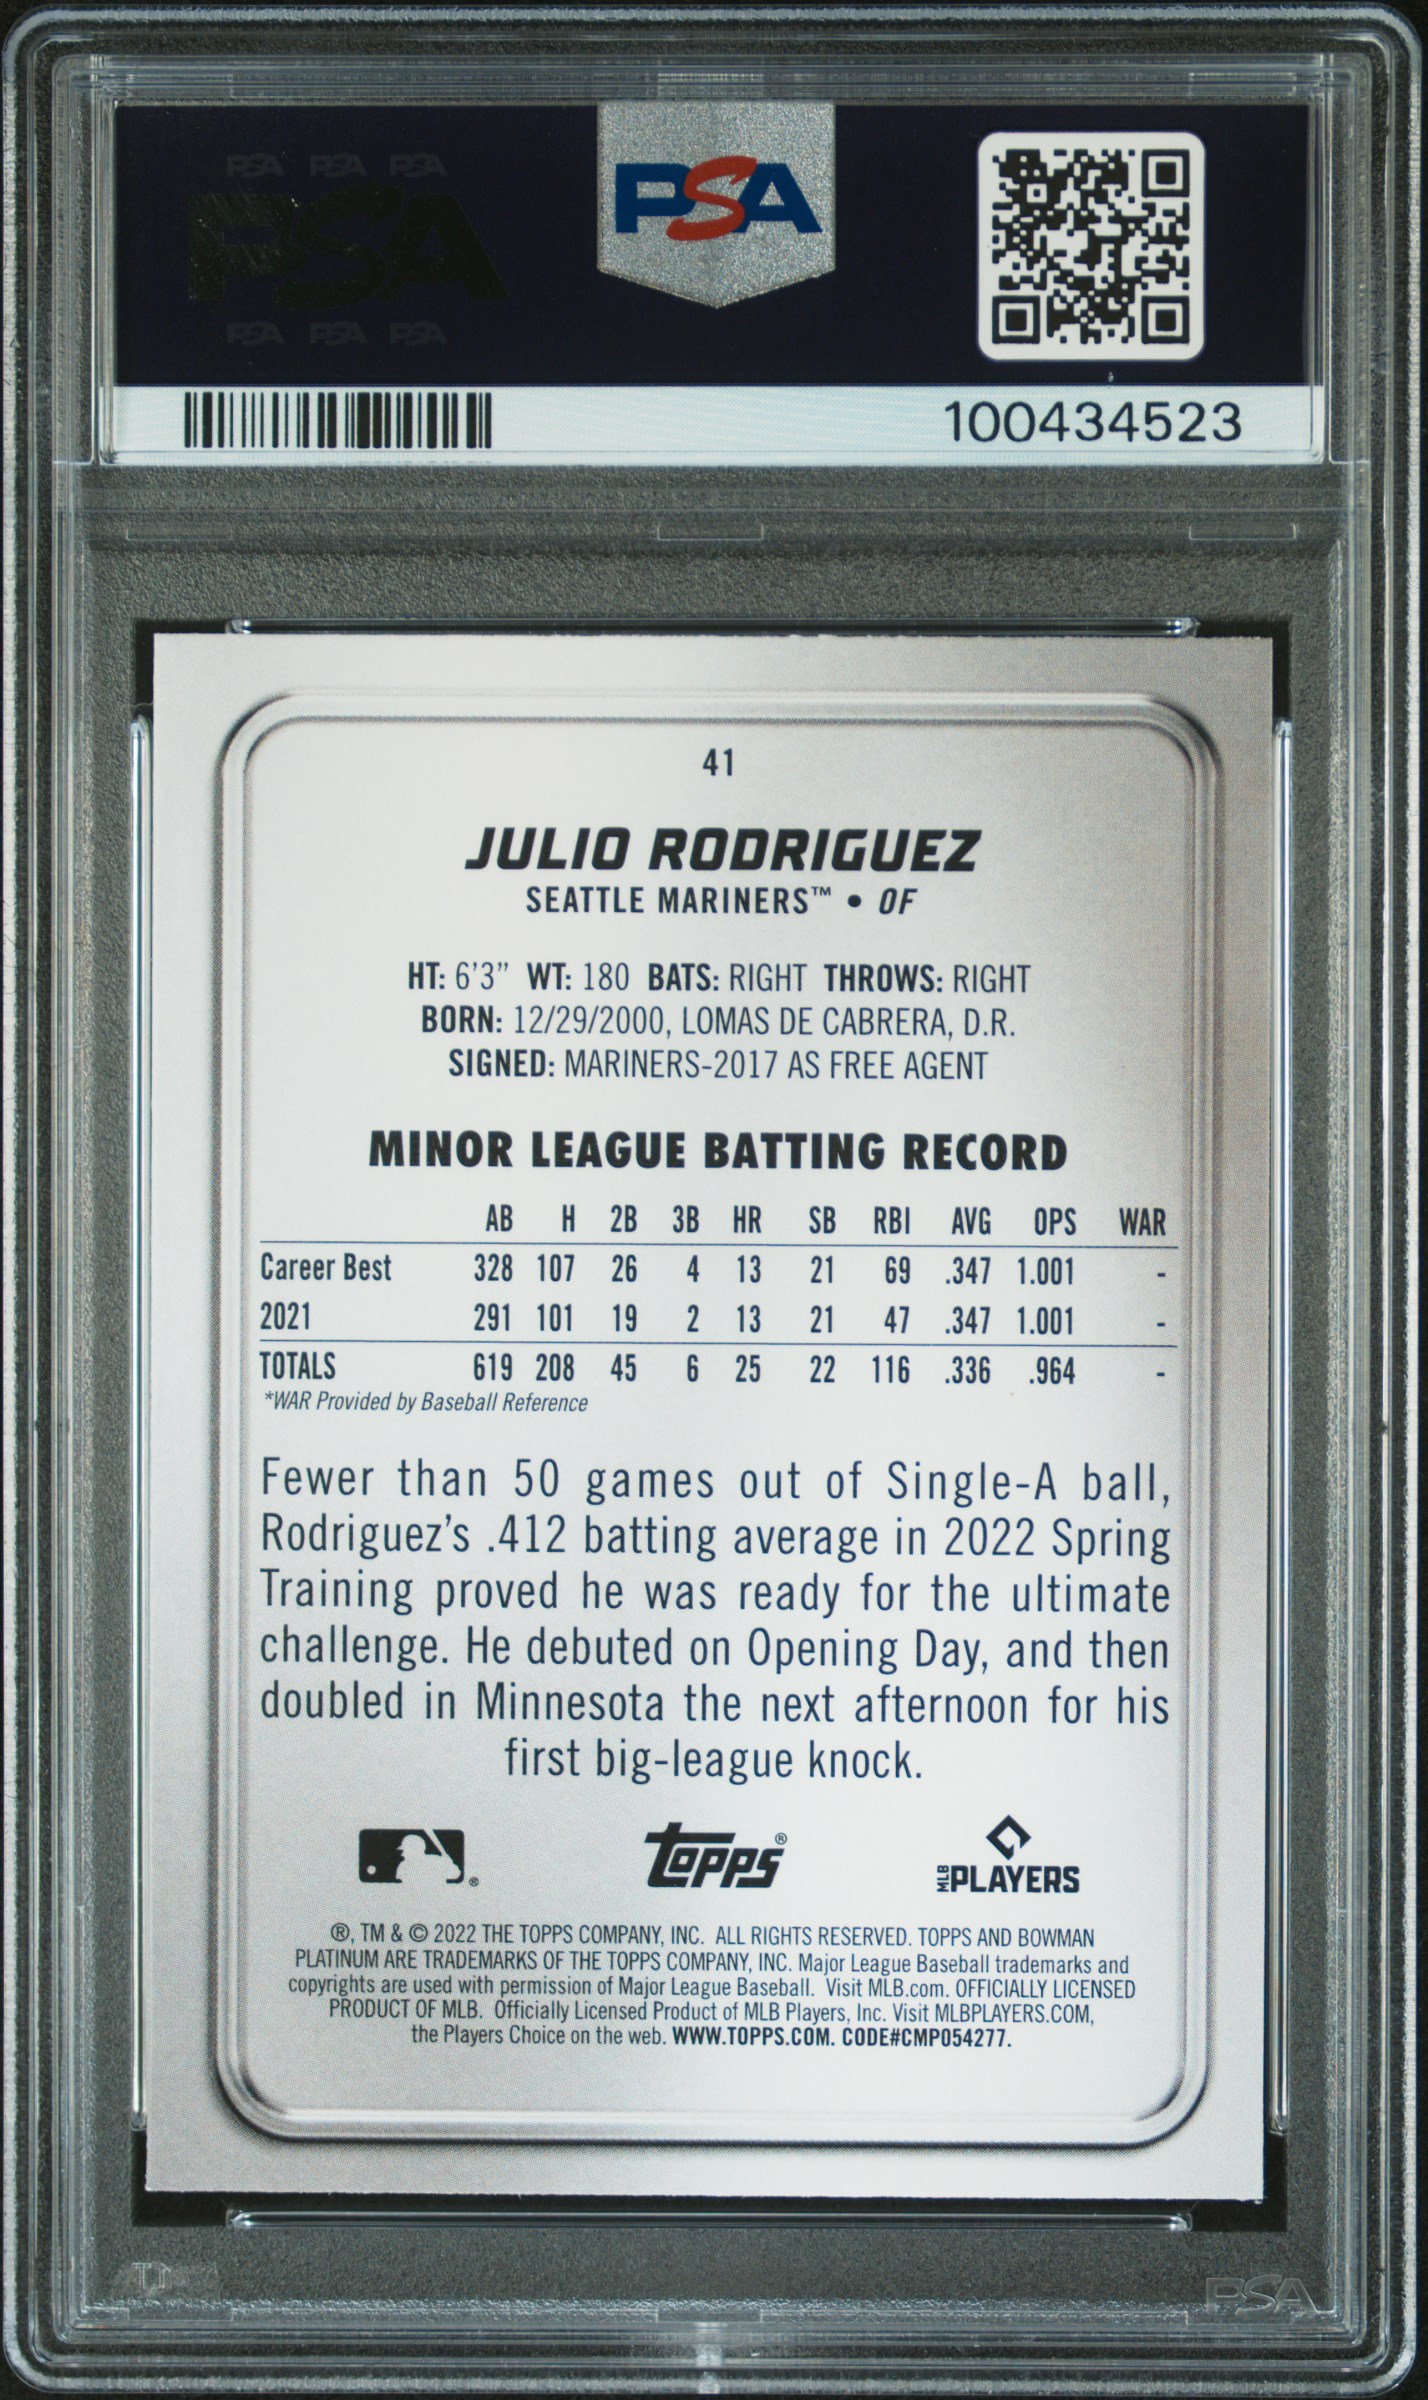 PSA PSA PSA
PSA
PSA PSA PSA
PSA
100434523
41
JULIO RODRIGUEZ
SEATTLE MARINERS™ • OF
HT: 6'3" WT: 180 BATS: RIGHT THROWS: RIGHT
BORN: 12/29/2000, LOMAS DE CABRERA, D.R.
SIGNED: MARINERS-2017 AS FREE AGENT
MINOR LEAGUE BATTING RECORD
AB H 2B 3B HR SB RBI AVG OPS WAR
Career Best 328 107 26 4 13 21 69 .347 1.001 -
2021 291 101 19 2 13 21 47 .347 1.001 -
TOTALS 619 208 45 6 25 22 116 .336 .964 -
*WAR Provided by Baseball Reference
Fewer than 50 games out of Single-A ball,
Rodriguez's .412 batting average in 2022 Spring
Training proved he was ready for the ultimate
challenge. He debuted on Opening Day, and then
doubled in Minnesota the next afternoon for his
first big-league knock.
® Topps® MLB PLAYERS
®, TM & © 2022 THE TOPPS COMPANY, INC. ALL RIGHTS RESERVED. TOPPS AND BOWMAN
PLATINUM ARE TRADEMARKS OF THE TOPPS COMPANY, INC. Major League Baseball trademarks and
copyrights are used with permission of Major League Baseball. Visit MLB.com. OFFICIALLY LICENSED
PRODUCT OF MLB. Officially Licensed Product of MLB Players, Inc. Visit MLBPLAYERS.COM,
the Players Choice on the web. WWW.TOPPS.COM. CODE#CMP054277.
PSA